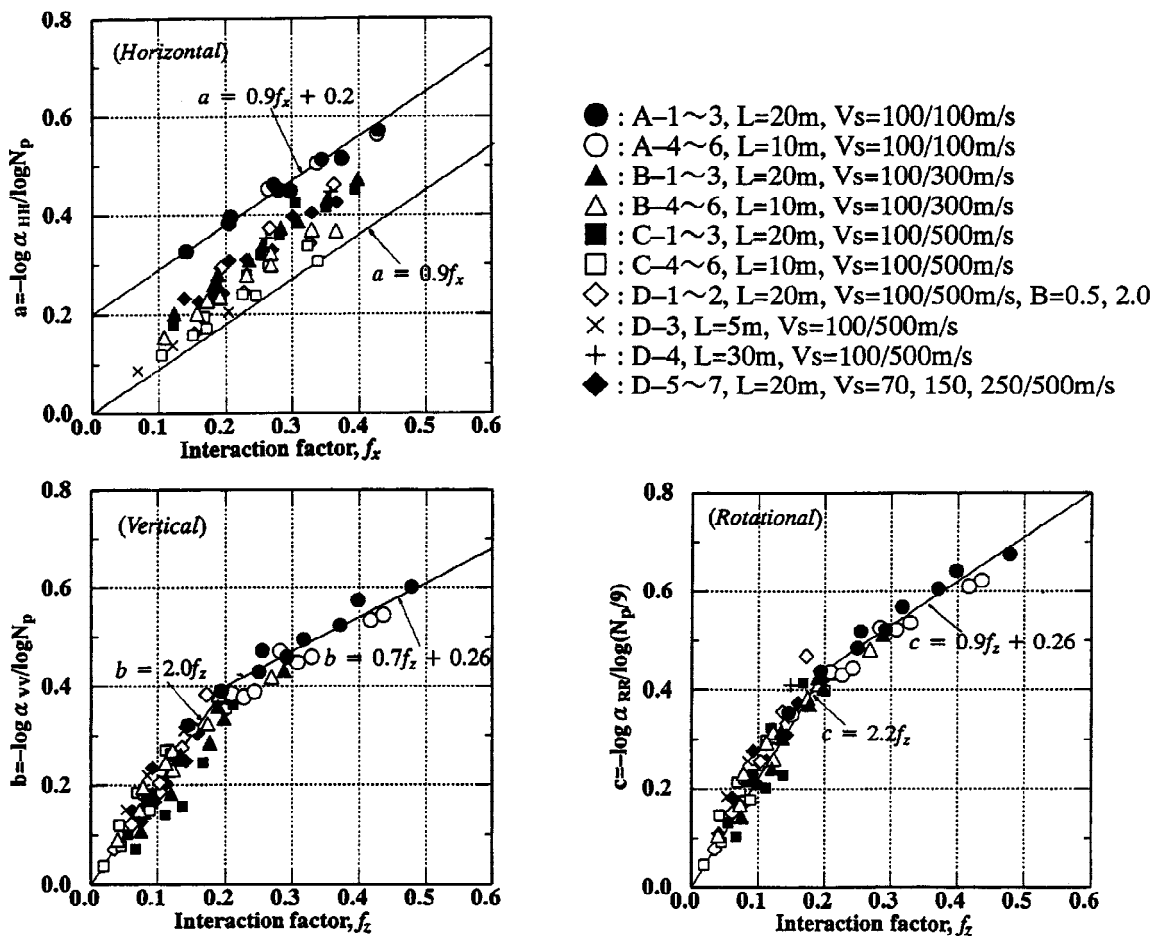 0.8
(Horizontal)
a = 0.9fₓ + 0.2
0.6
0.4
a = 0.9fₓ
0.2
0.0
a=–log α HH/logNp
0.0 0.1 0.2 0.3 0.4 0.5 0.6
Interaction factor, fₓ
● : A–1～3, L=20m, Vs=100/100m/s
○ : A–4～6, L=10m, Vs=100/100m/s
▲ : B–1～3, L=20m, Vs=100/300m/s
△ : B–4～6, L=10m, Vs=100/300m/s
■ : C–1～3, L=20m, Vs=100/500m/s
□ : C–4～6, L=10m, Vs=100/500m/s
◇ : D–1～2, L=20m, Vs=100/500m/s, B=0.5, 2.0
× : D–3, L=5m, Vs=100/500m/s
+ : D–4, L=30m, Vs=100/500m/s
◆ : D–5～7, L=20m, Vs=70, 150, 250/500m/s
0.8
(Vertical)
0.6
b = 2.0f_z
b = 0.7f_z + 0.26
0.4
0.2
0.0
b=–log α VV/logNp
0.0 0.1 0.2 0.3 0.4 0.5 0.6
Interaction factor, f_z
0.8
(Rotational)
0.6
c = 0.9f_z + 0.26
0.4
c = 2.2f_z
0.2
0.0
c=–log α RR/log(Np/9)
0.0 0.1 0.2 0.3 0.4 0.5 0.6
Interaction factor, f_z